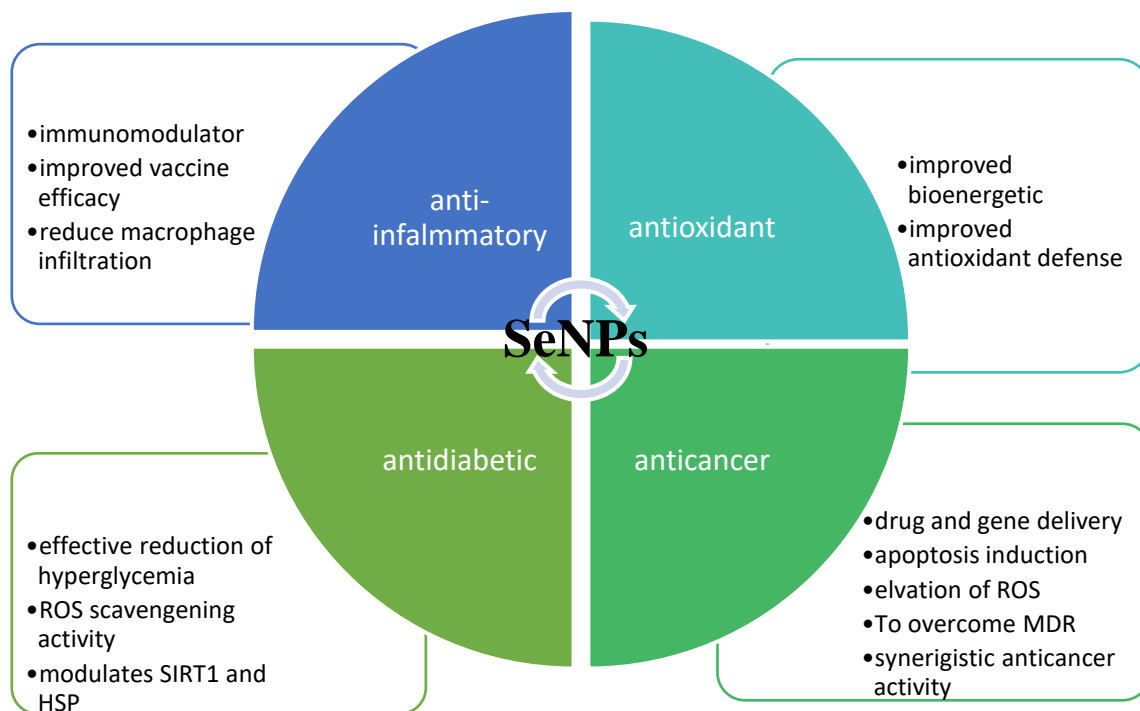 •immunomodulator
•improved vaccine
efficacy
•reduce macrophage
infiltration
anti-
infalmmatory
antioxidant
•improved
bioenergetic
•improved
antioxidant defense
SeNPs
antidiabetic
anticancer
•effective reduction of
hyperglycemia
•ROS scavengening
activity
•modulates SIRT1 and
HSP
•drug and gene delivery
•apoptosis induction
•elvation of ROS
•To overcome MDR
•synerigistic anticancer
activity